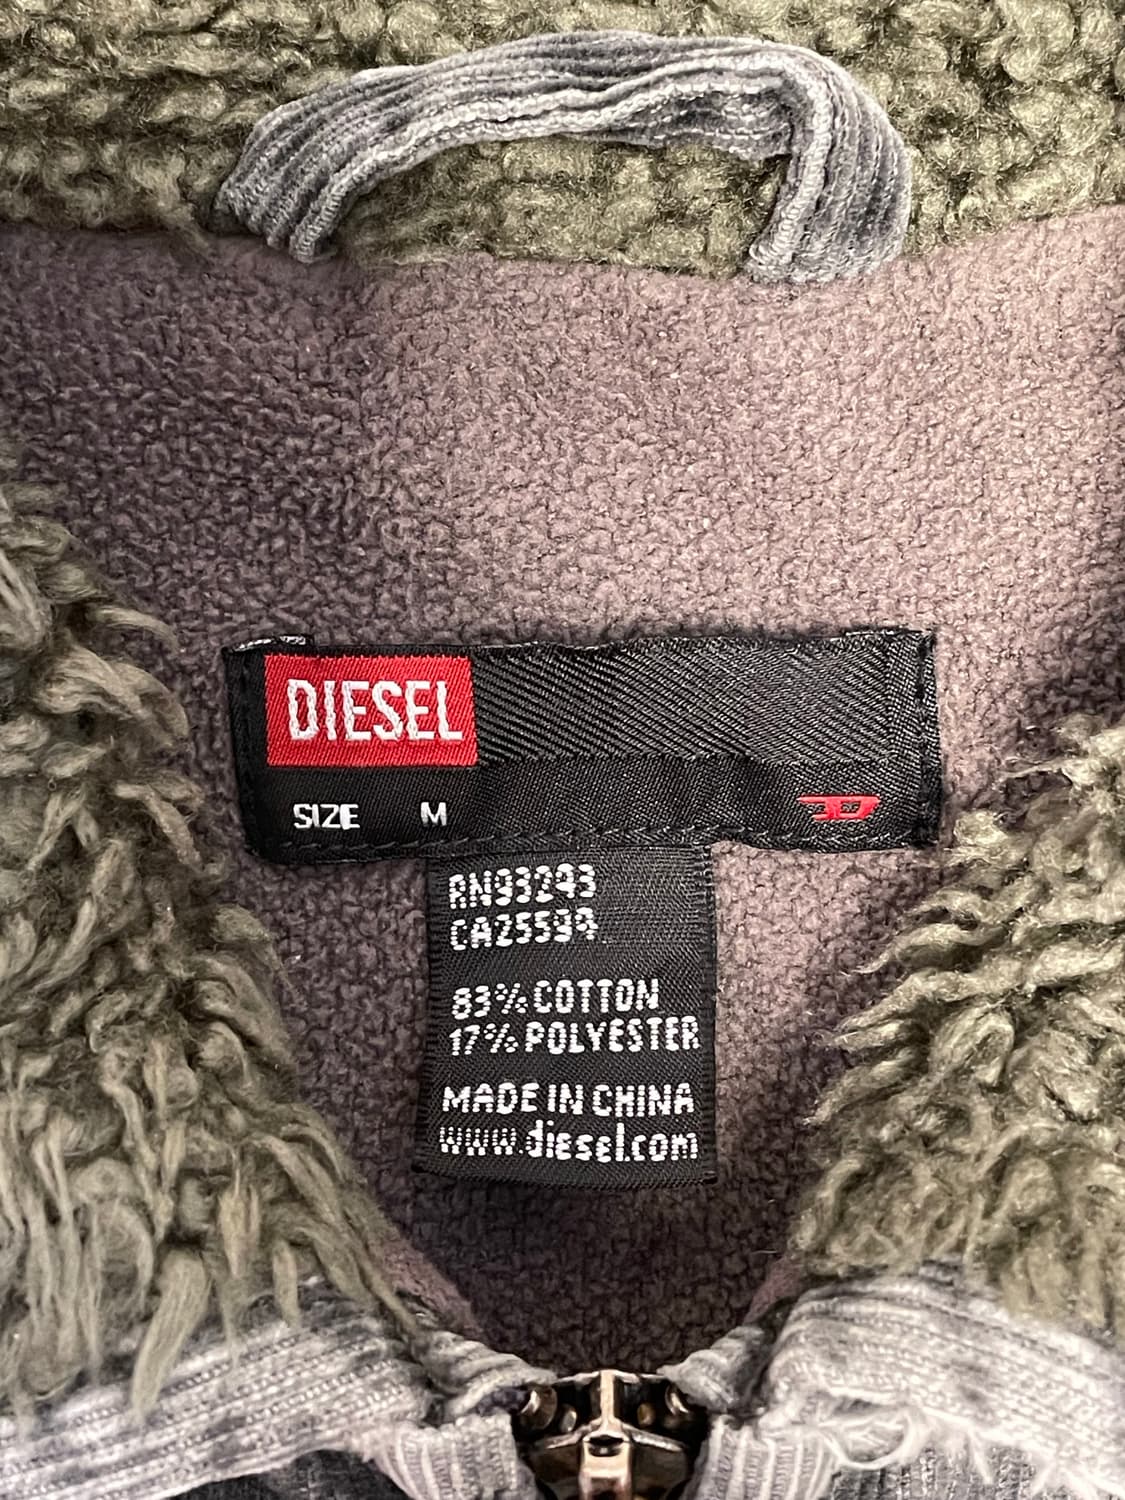 DIESEL
SIZE M
RN93243
CA25594
83% COTTON
17% POLYESTER
MADE IN CHINA
www.diesel.com